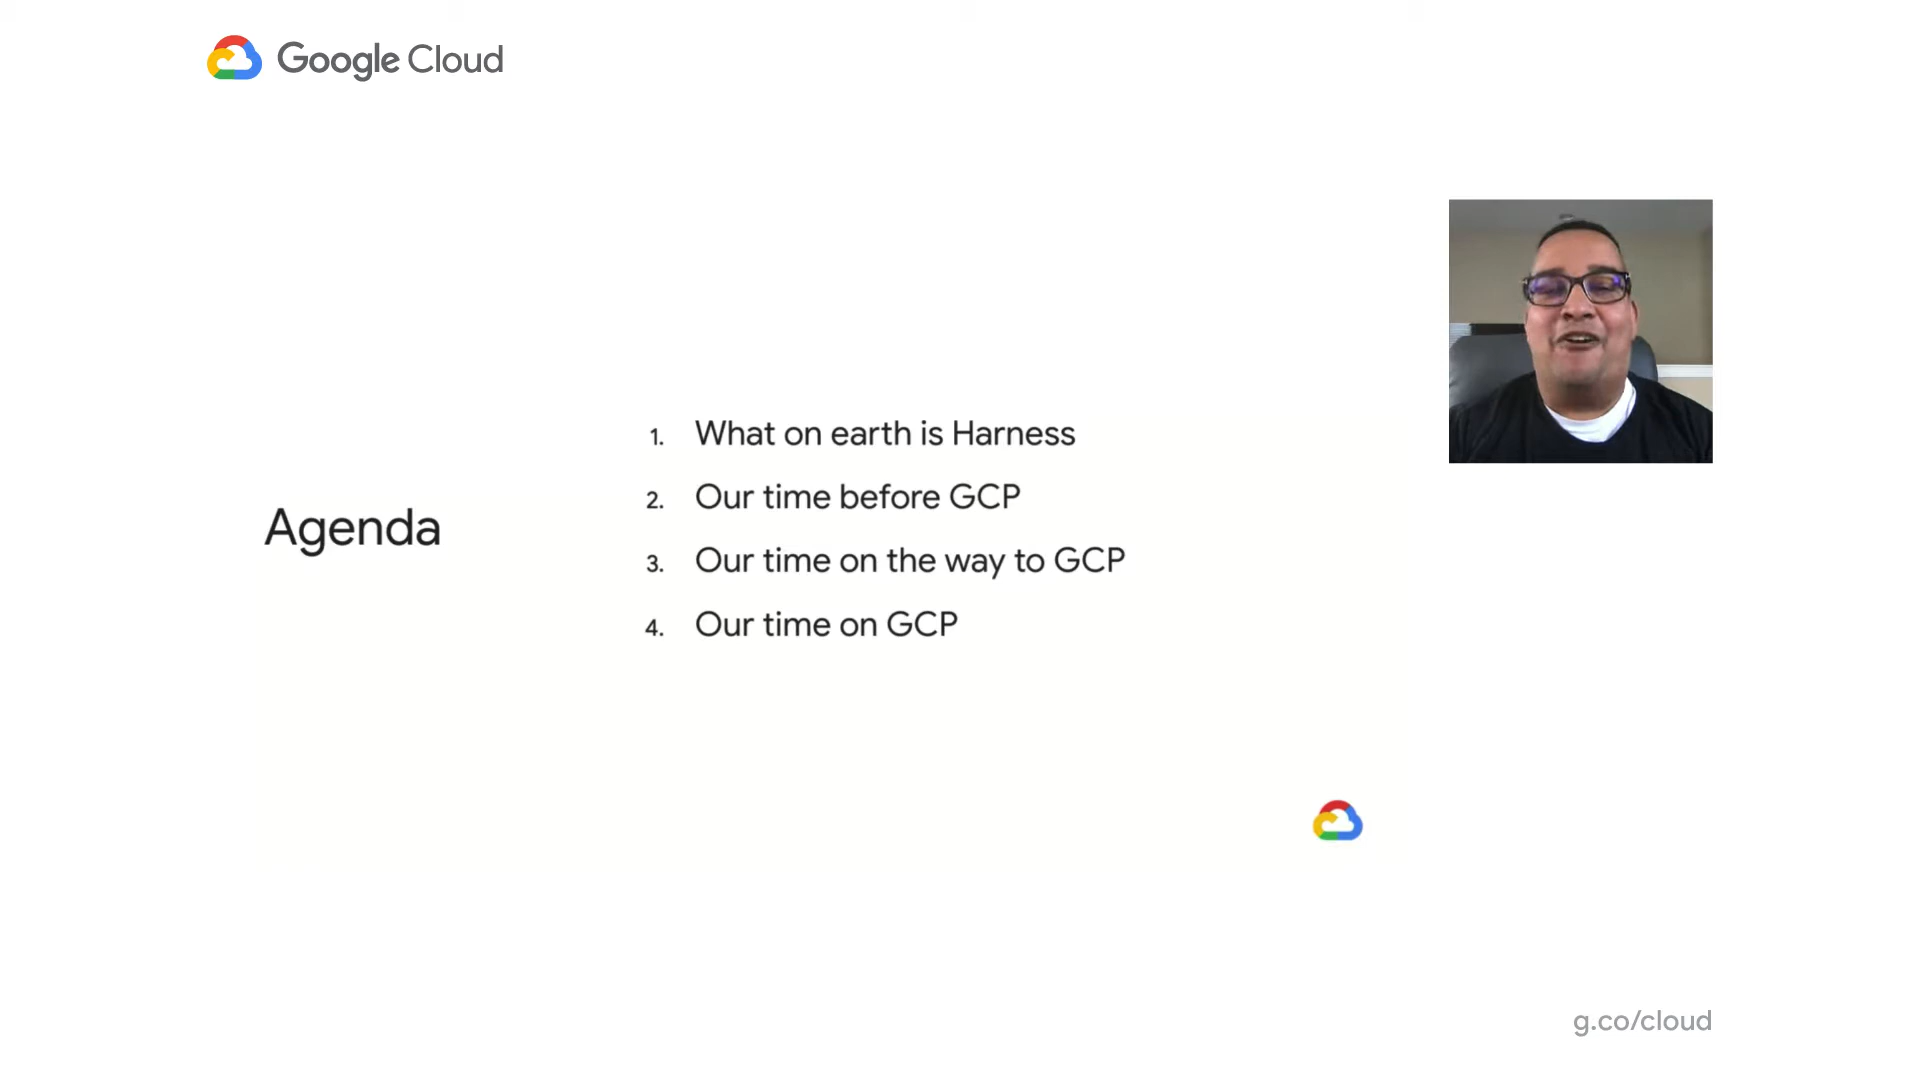 Google Cloud
Agenda
1. What on earth is Harness
2. Our time before GCP
3. Our time on the way to GCP
4. Our time on GCP
g.co/cloud